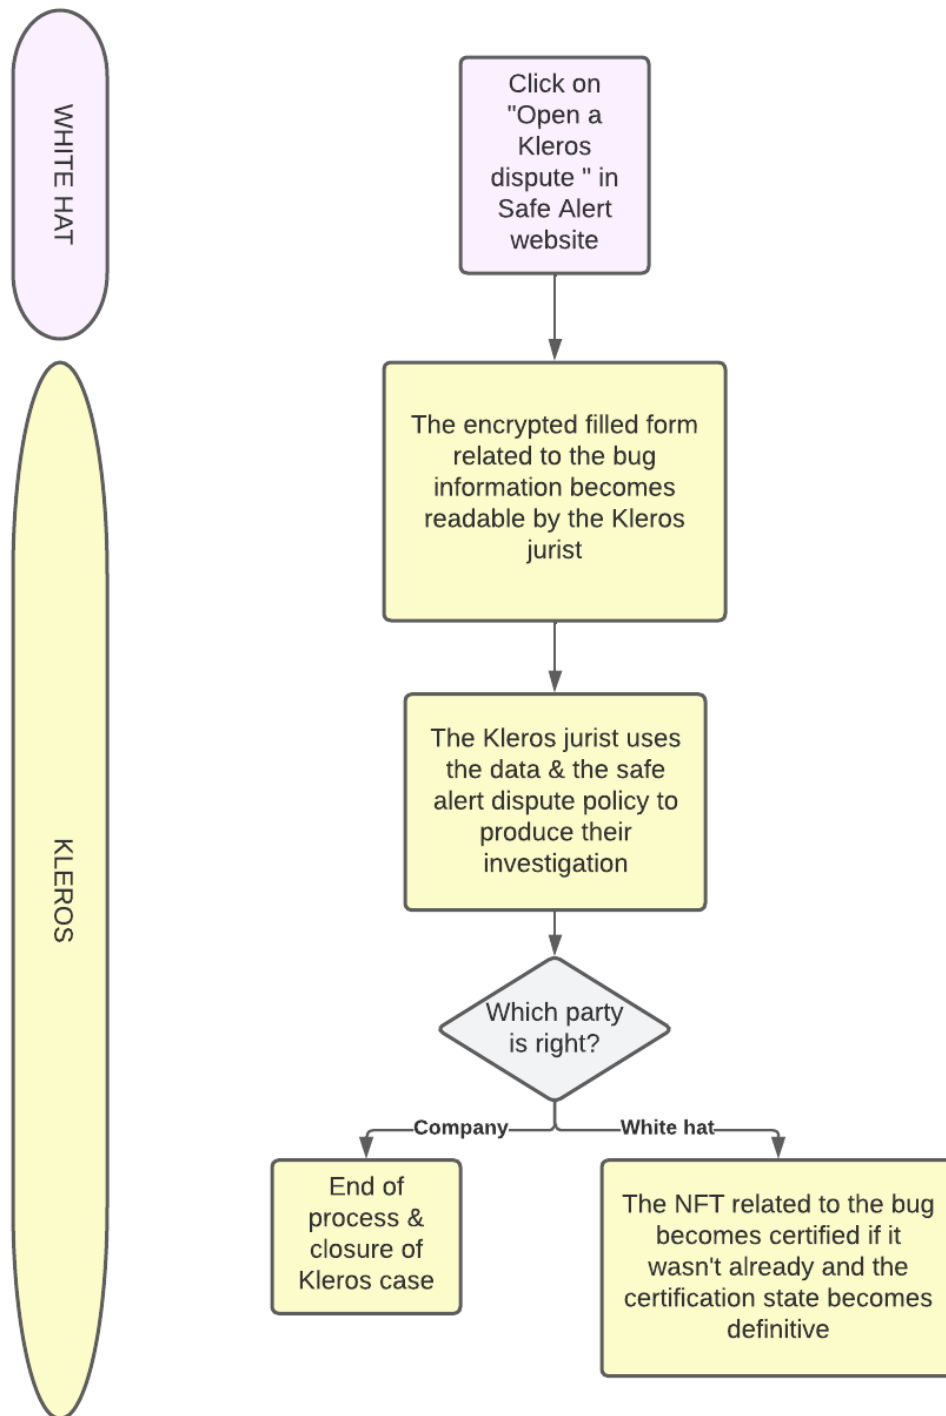 WHITE HAT
Click on
"Open a
Kleros
dispute " in
Safe Alert
website
KLEROS
The encrypted filled form
related to the bug
information becomes
readable by the Kleros
jurist
The Kleros jurist uses
the data & the safe
alert dispute policy to
produce their
investigation
Which party
is right?
Company
White hat
End of
process &
closure of
Kleros case
The NFT related to the bug
becomes certified if it
wasn't already and the
certification state becomes
definitive